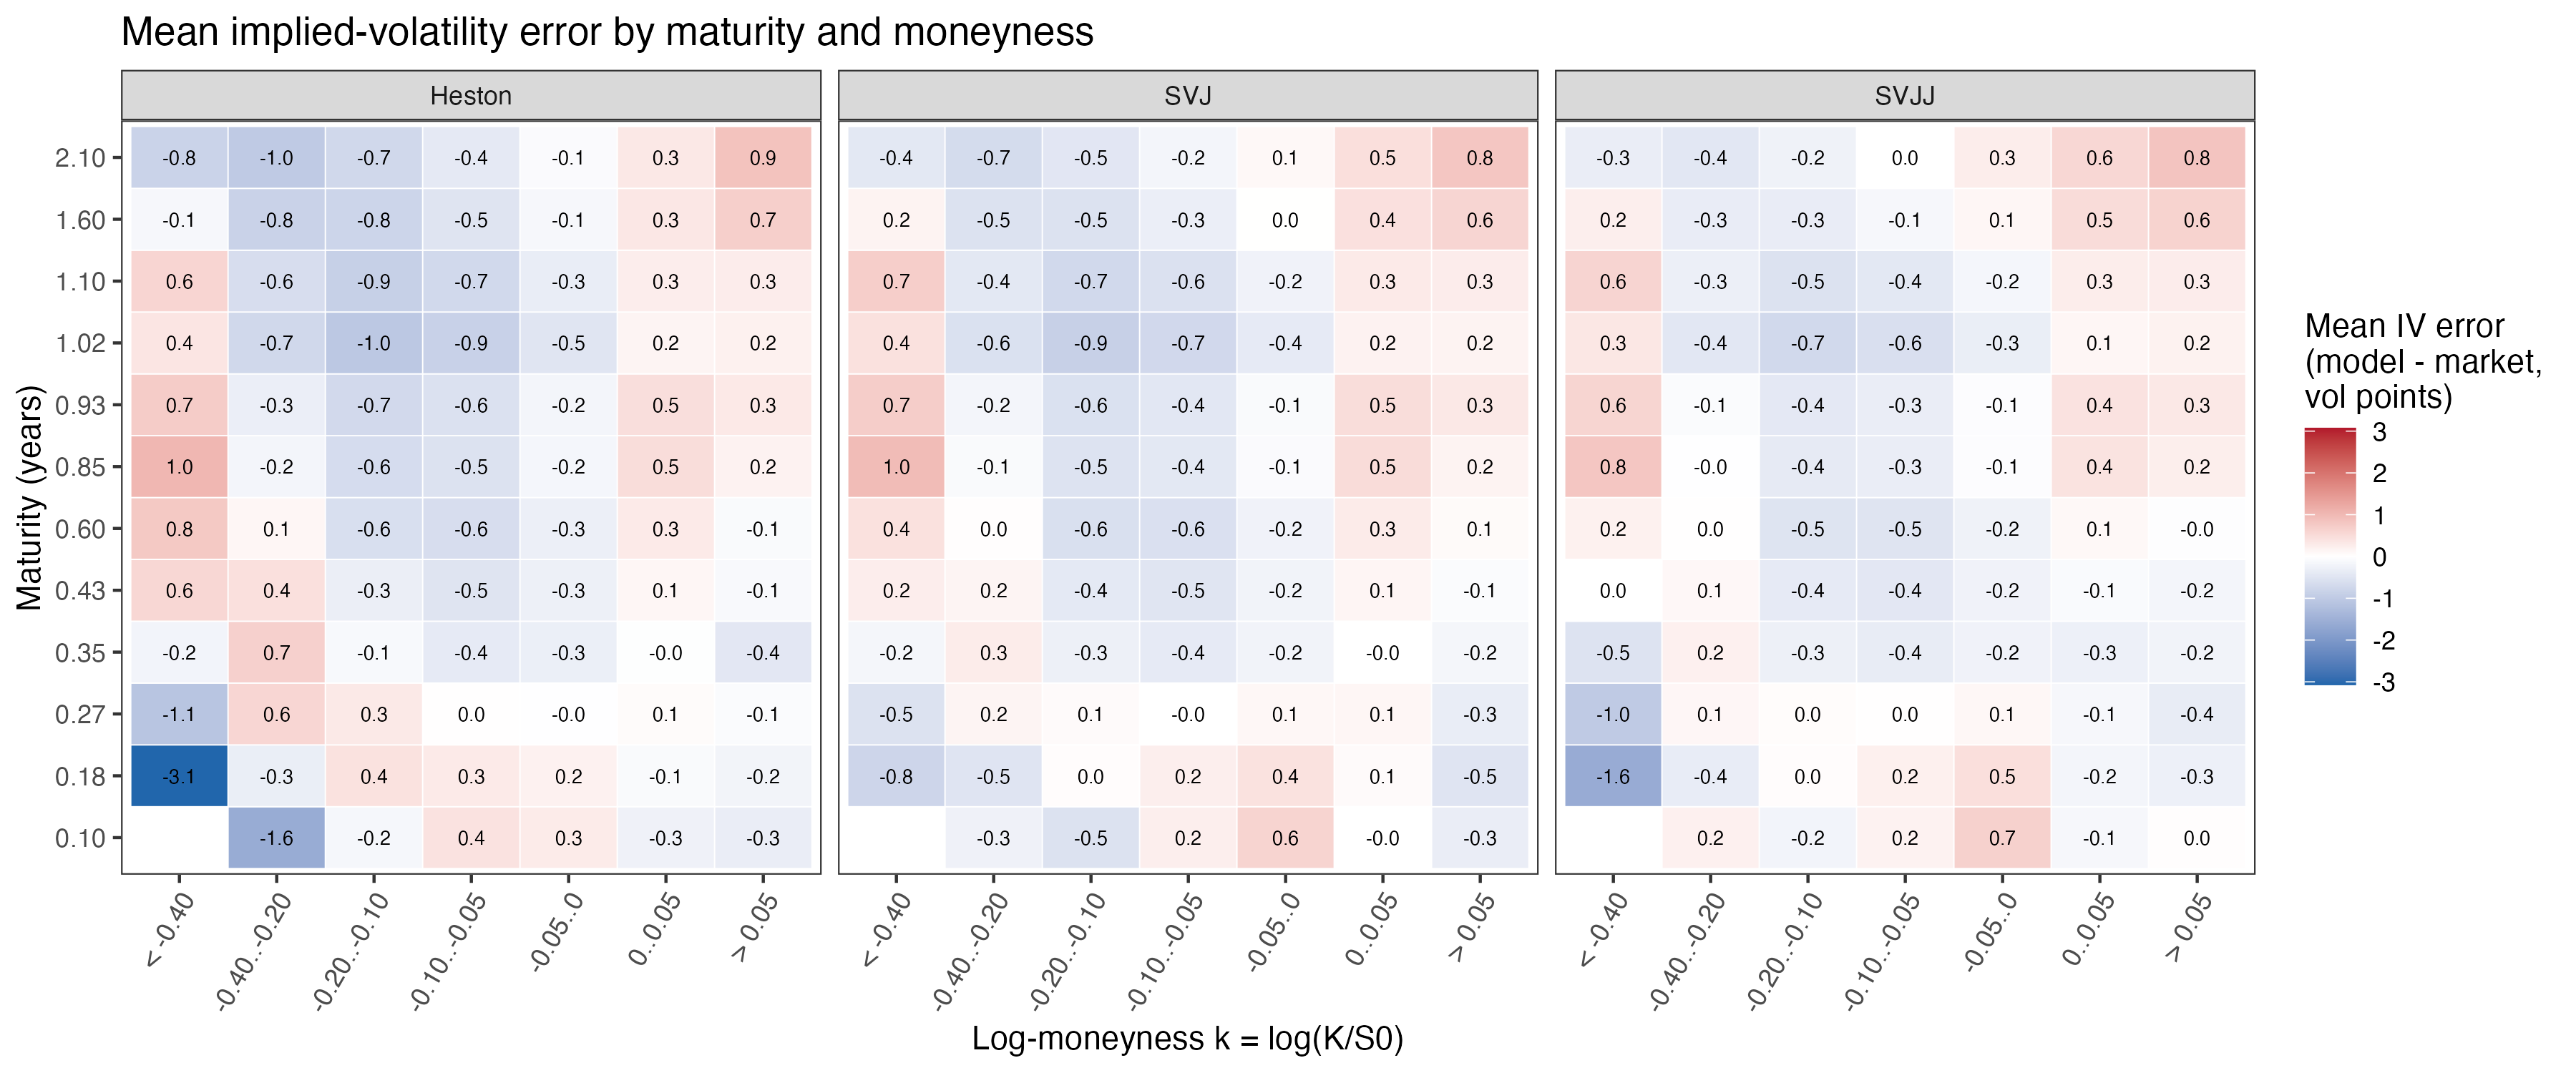 Mean implied-volatility error by maturity and moneyness
Heston SVJ SVJJ
Maturity (years)
2.10 -0.8 -1.0 -0.7 -0.4 -0.1 0.3 0.9 -0.4 -0.7 -0.5 -0.2 0.1 0.5 0.8 -0.3 -0.4 -0.2 0.0 0.3 0.6 0.8
1.60 -0.1 -0.8 -0.8 -0.5 -0.1 0.3 0.7 0.2 -0.5 -0.5 -0.3 0.0 0.4 0.6 0.2 -0.3 -0.3 -0.1 0.1 0.5 0.6
1.10 0.6 -0.6 -0.9 -0.7 -0.3 0.3 0.3 0.7 -0.4 -0.7 -0.6 -0.2 0.3 0.3 0.6 -0.3 -0.5 -0.4 -0.2 0.3 0.3
1.02 0.4 -0.7 -1.0 -0.9 -0.5 0.2 0.2 0.4 -0.6 -0.9 -0.7 -0.4 0.2 0.2 0.3 -0.4 -0.7 -0.6 -0.3 0.1 0.2
0.93 0.7 -0.3 -0.7 -0.6 -0.2 0.5 0.3 0.7 -0.2 -0.6 -0.4 -0.1 0.5 0.3 0.6 -0.1 -0.4 -0.3 -0.1 0.4 0.3
0.85 1.0 -0.2 -0.6 -0.5 -0.2 0.5 0.2 1.0 -0.1 -0.5 -0.4 -0.1 0.5 0.2 0.8 -0.0 -0.4 -0.3 -0.1 0.4 0.2
0.60 0.8 0.1 -0.6 -0.6 -0.3 0.3 -0.1 0.4 0.0 -0.6 -0.6 -0.2 0.3 0.1 0.2 0.0 -0.5 -0.5 -0.2 0.1 -0.0
0.43 0.6 0.4 -0.3 -0.5 -0.3 0.1 -0.1 0.2 0.2 -0.4 -0.5 -0.2 0.1 -0.1 0.0 0.1 -0.4 -0.4 -0.2 -0.1 -0.2
0.35 -0.2 0.7 -0.1 -0.4 -0.3 -0.0 -0.4 -0.2 0.3 -0.3 -0.4 -0.2 -0.0 -0.2 -0.5 0.2 -0.3 -0.4 -0.2 -0.3 -0.2
0.27 -1.1 0.6 0.3 0.0 -0.0 0.1 -0.1 -0.5 0.2 0.1 -0.0 0.1 0.1 -0.3 -1.0 0.1 0.0 0.0 0.1 -0.1 -0.4
0.18 -3.1 -0.3 0.4 0.3 0.2 -0.1 -0.2 -0.8 -0.5 0.0 0.2 0.4 0.1 -0.5 -1.6 -0.4 0.0 0.2 0.5 -0.2 -0.3
0.10 -1.6 -0.2 0.4 0.3 -0.3 -0.3 -0.3 -0.5 0.2 0.6 -0.0 -0.3 0.2 -0.2 0.2 0.7 -0.1 0.0
< -0.40 -0.40..-0.20 -0.20..-0.10 -0.10..-0.05 -0.05..0 0..0.05 > 0.05 < -0.40 -0.40..-0.20 -0.20..-0.10 -0.10..-0.05 -0.05..0 0..0.05 > 0.05 < -0.40 -0.40..-0.20 -0.20..-0.10 -0.10..-0.05 -0.05..0 0..0.05 > 0.05
Log-moneyness k = log(K/S0)
Mean IV error
(model - market,
vol points)
3
2
1
0
-1
-2
-3